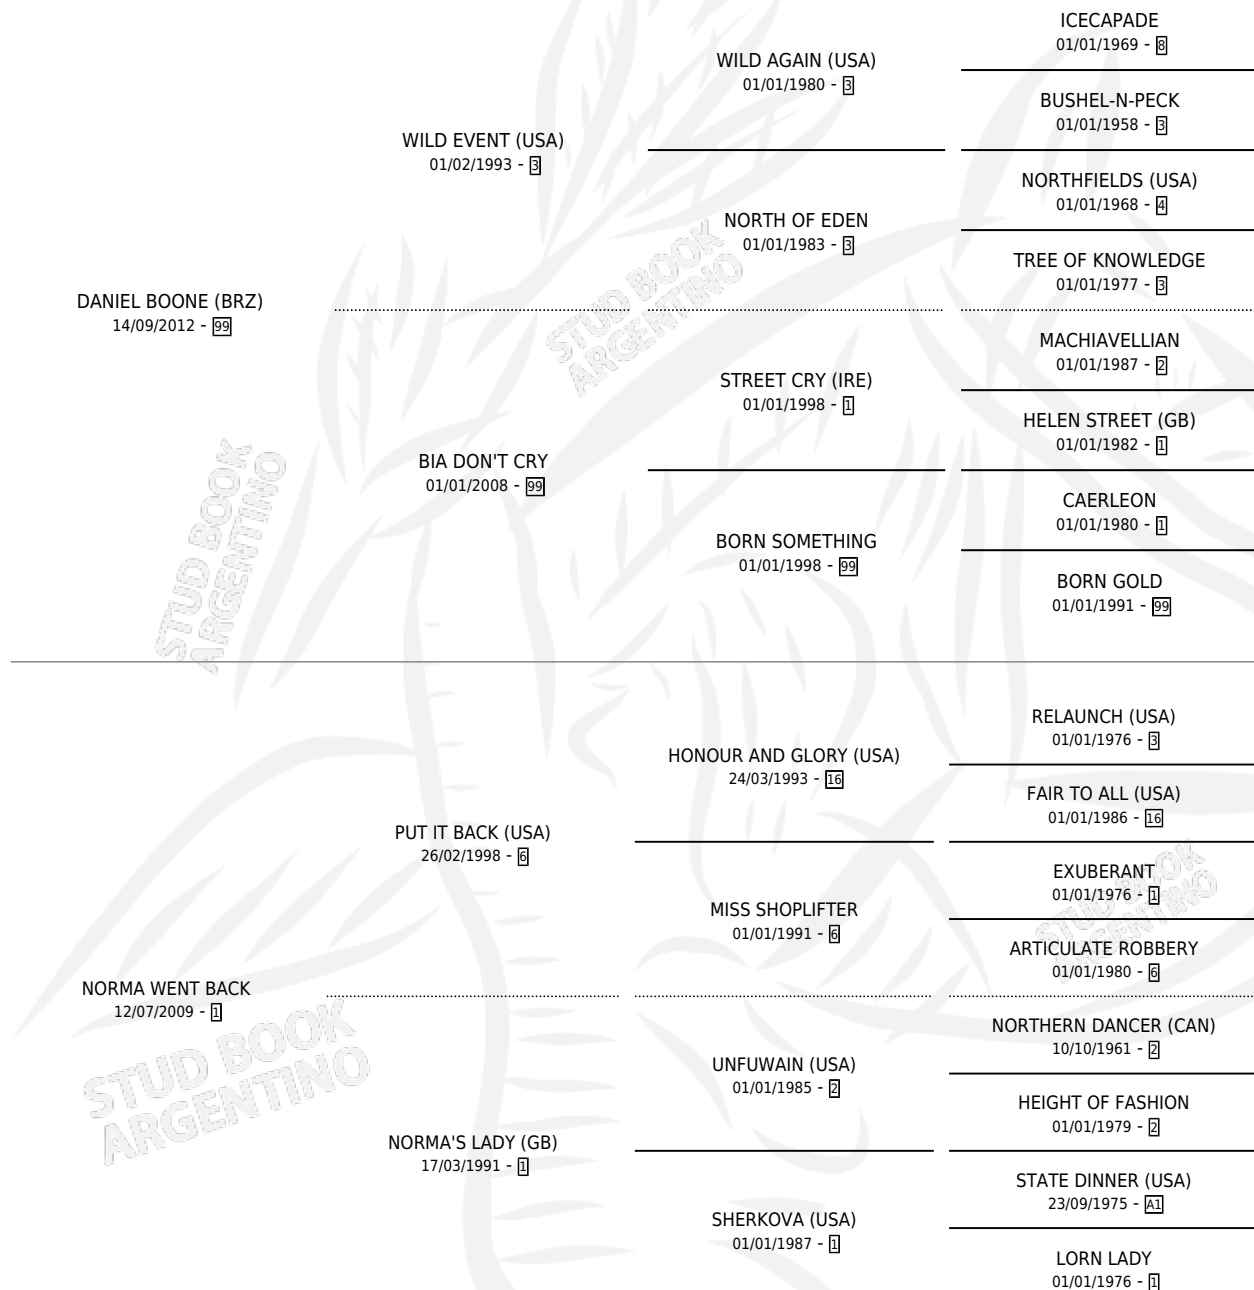 ICECAPADE
01/01/1969 - 8
WILD AGAIN (USA)
01/01/1980 - 3
BUSHEL-N-PECK
01/01/1958 - 3
WILD EVENT (USA)
01/02/1993 - 3
NORTHFIELDS (USA)
01/01/1968 - 4
NORTH OF EDEN
01/01/1983 - 3
TREE OF KNOWLEDGE
01/01/1977 - 3
DANIEL BOONE (BRZ)
14/09/2012 - 99
STUD BOOK
ARGENTINO
MACHIAVELLIAN
01/01/1987 - 2
STREET CRY (IRE)
01/01/1998 - 1
HELEN STREET (GB)
01/01/1982 - 1
BIA DON'T CRY
01/01/2008 - 99
CAERLEON
01/01/1980 - 1
BORN SOMETHING
01/01/1998 - 99
BORN GOLD
01/01/1991 - 99
STUD BOOK
ARGENTINO
RELAUNCH (USA)
01/01/1976 - 3
HONOUR AND GLORY (USA)
24/03/1993 - 16
FAIR TO ALL (USA)
01/01/1986 - 16
PUT IT BACK (USA)
26/02/1998 - 6
EXUBERANT
01/01/1976 - 1
MISS SHOPLIFTER
01/01/1991 - 6
STUD BOOK
ARGENTINO
ARTICULATE ROBBERY
01/01/1980 - 6
NORMA WENT BACK
12/07/2009 - 1
STUD BOOK
ARGENTINO
NORTHERN DANCER (CAN)
10/10/1961 - 2
UNFUWAIN (USA)
01/01/1985 - 2
HEIGHT OF FASHION
01/01/1979 - 2
NORMA'S LADY (GB)
17/03/1991 - 1
STATE DINNER (USA)
23/09/1975 - A1
SHERKOVA (USA)
01/01/1987 - 1
LORN LADY
01/01/1976 - 1